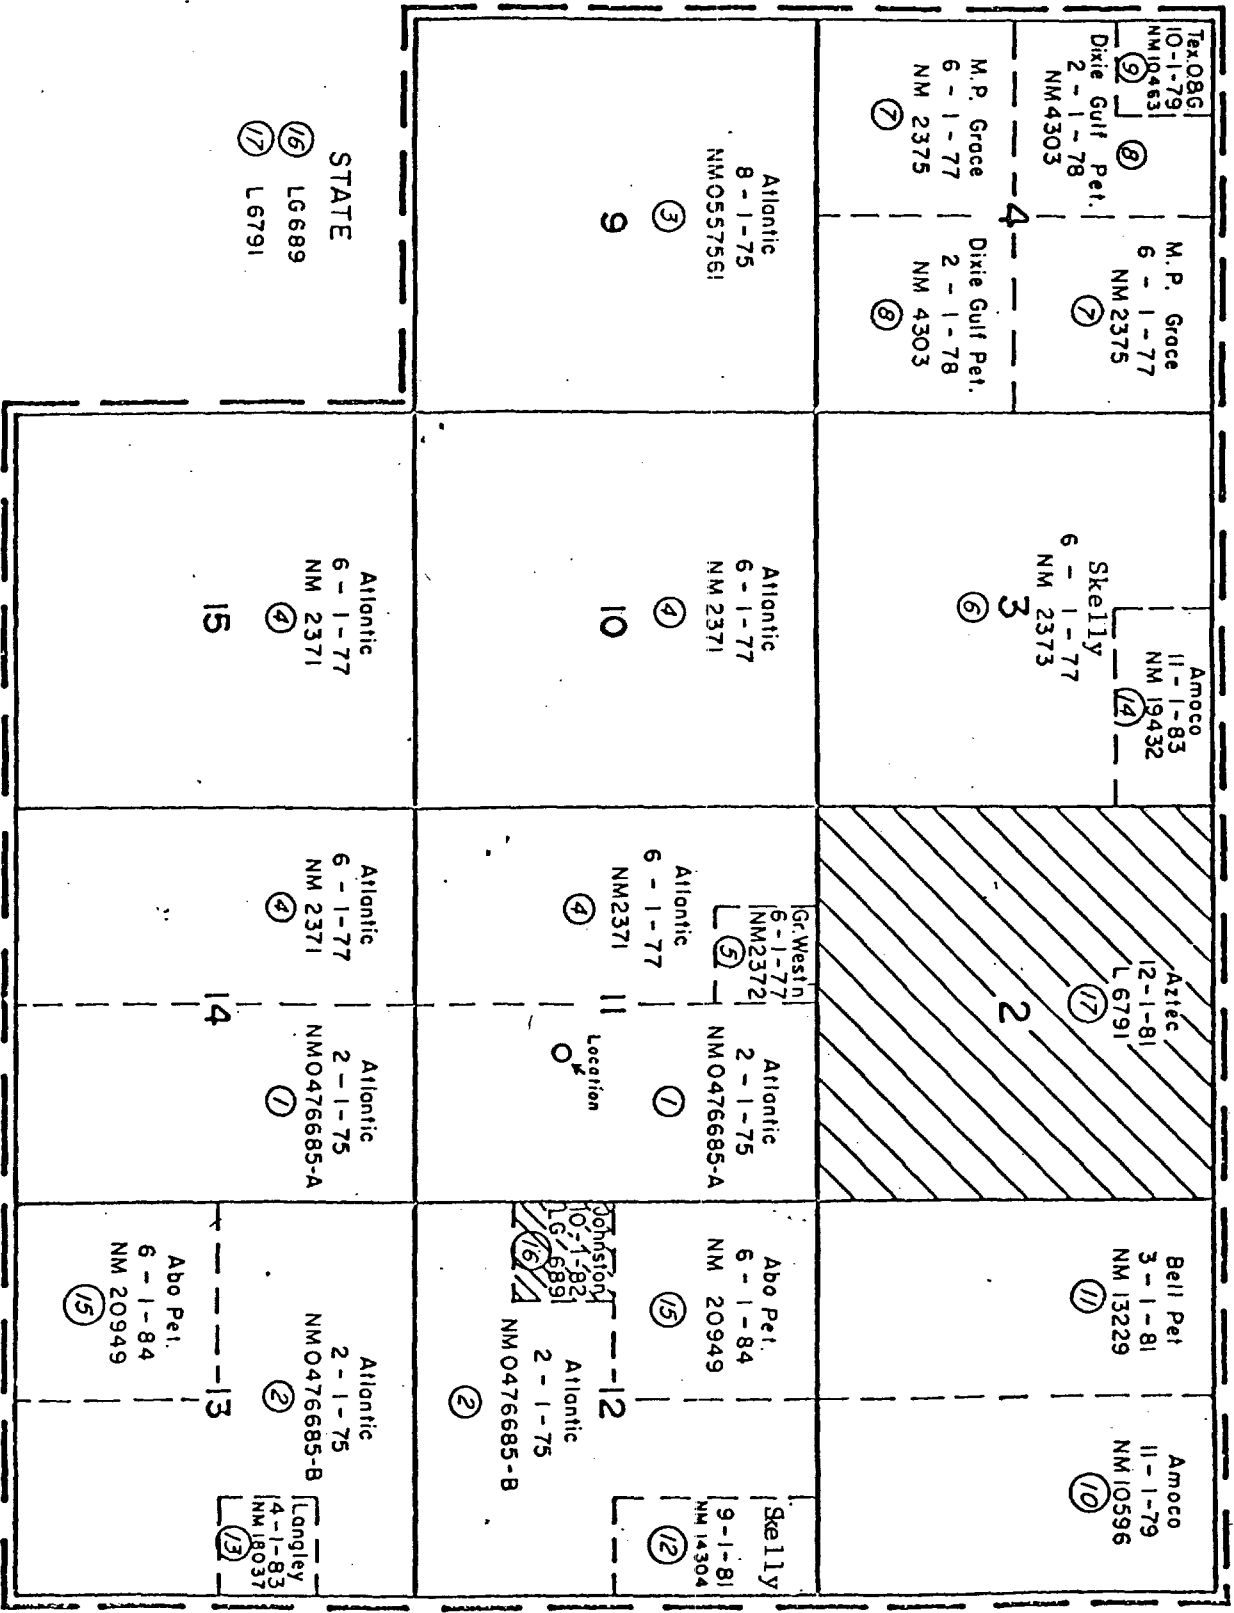 Tex.O&G
10-1-79
NM10463
9
8
Dixie Gulf Pet.
2-1-78
NM4303
M.P. Grace
6-1-77
NM2375
7
4
M.P. Grace
6-1-77
NM 2375
7
Dixie Gulf Pet.
2-1-78
NM 4303
8
Amoco
11-1-83
NM 19432
14
Skelly
6-1-77
NM 2373
3
6
Aztec
12-1-81
L 6791
17
2
Bell Pet
3-1-81
NM 13229
11
Amoco
11-1-79
NM 10596
10
Atlantic
8-1-75
NM0557561
3
9
Atlantic
6-1-77
NM 2371
4
10
Gr.West'n
6-1-77
NM2372
5
Atlantic
6-1-77
NM2371
4
11
Atlantic
2-1-75
NM0476685-A
1
Location
Abo Pet.
6-1-84
NM 20949
15
Skelly
9-1-81
NM 14304
12
12
Johnston
10-1-82
LG 689
16
Atlantic
2-1-75
NM0476685-B
2
STATE
16 LG689
17 L6791
Atlantic
6-1-77
NM 2371
4
15
Atlantic
6-1-77
NM 2371
4
14
Atlantic
2-1-75
NM0476685-A
1
Atlantic
2-1-75
NM0476685-B
2
Langley
4-1-83
NM 18037
13
13
Abo Pet.
6-1-84
NM 20949
15